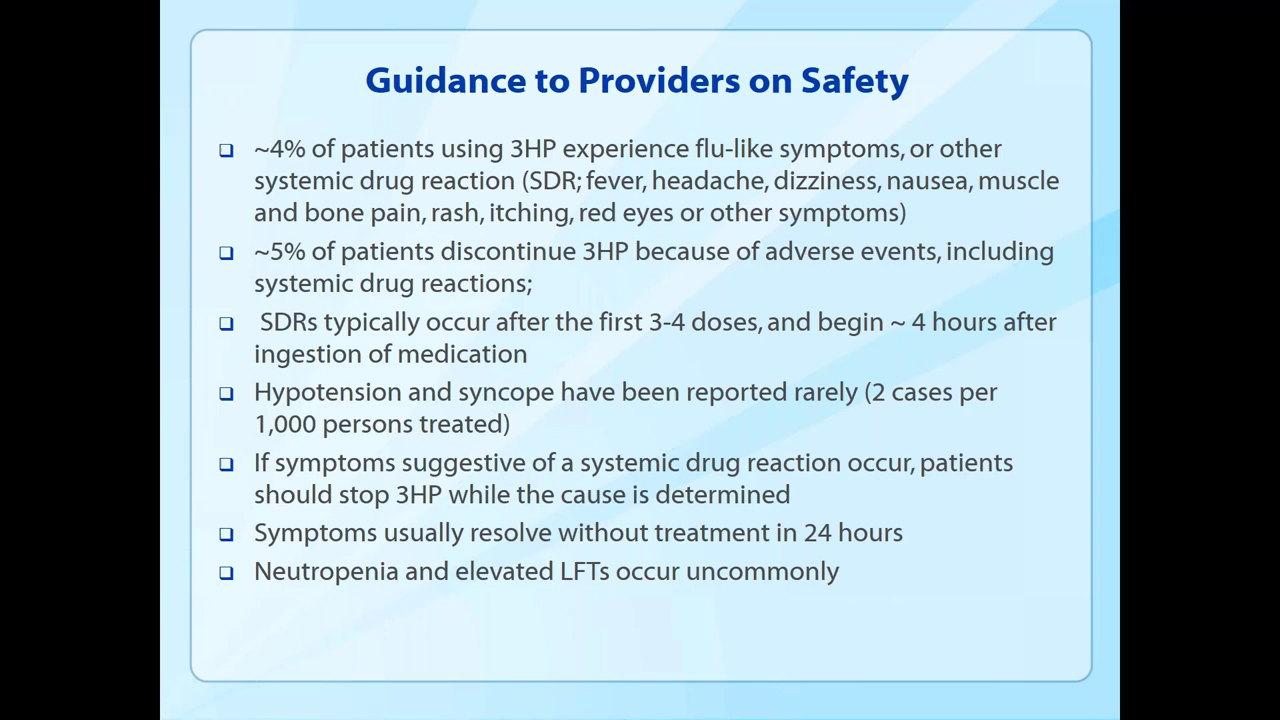 Guidance to Providers on Safety
~4% of patients using 3HP experience flu-like symptoms, or other
systemic drug reaction (SDR; fever, headache, dizziness, nausea, muscle
and bone pain, rash, itching, red eyes or other symptoms)
~5% of patients discontinue 3HP because of adverse events, including
systemic drug reactions;
SDRs typically occur after the first 3-4 doses, and begin ~ 4 hours after
ingestion of medication
Hypotension and syncope have been reported rarely (2 cases per
1,000 persons treated)
If symptoms suggestive of a systemic drug reaction occur, patients
should stop 3HP while the cause is determined
Symptoms usually resolve without treatment in 24 hours
Neutropenia and elevated LFTs occur uncommonly